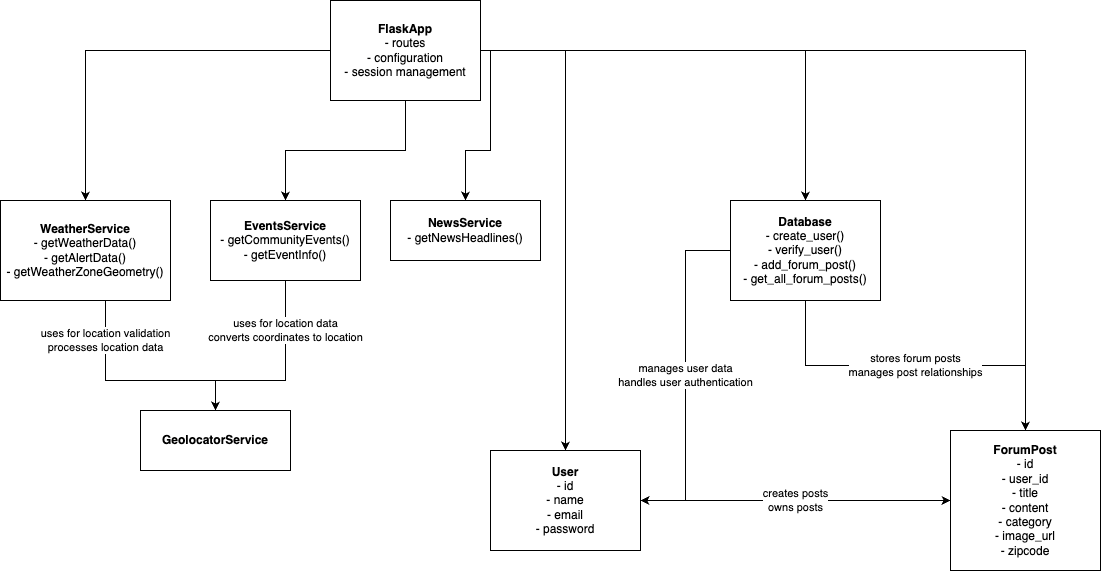 FlaskApp
- routes
- configuration
- session management
WeatherService
- getWeatherData()
- getAlertData()
- getWeatherZoneGeometry()
EventsService
- getCommunityEvents()
- getEventInfo()
NewsService
- getNewsHeadlines()
Database
- create_user()
- verify_user()
- add_forum_post()
- get_all_forum_posts()
uses for location validation
processes location data
uses for location data
converts coordinates to location
manages user data
handles user authentication
stores forum posts
manages post relationships
GeolocatorService
User
- id
- name
- email
- password
creates posts
owns posts
ForumPost
- id
- user_id
- title
- content
- category
- image_url
- zipcode